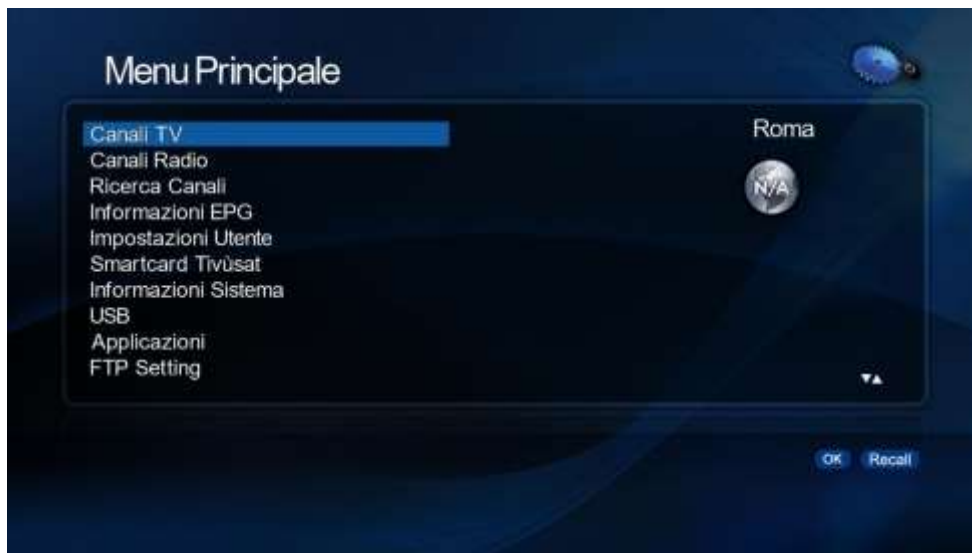 Menu Principale
Canali TV
Roma
Canali Radio
Ricerca Canali
N/A
Informazioni EPG
Impostazioni Utente
Smartcard Tivùsat
Informazioni Sistema
USB
Applicazioni
FTP Setting
OK Recall